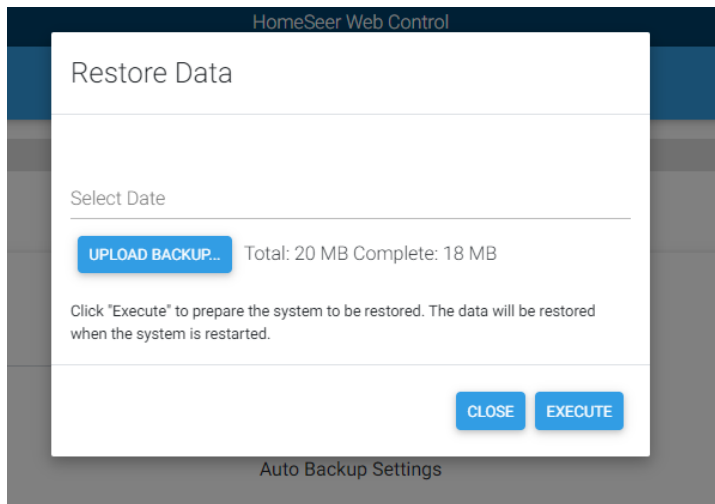 HomeSeer Web Control
Restore Data
Select Date
UPLOAD BACKUP... Total: 20 MB Complete: 18 MB
Click "Execute" to prepare the system to be restored. The data will be restored
when the system is restarted.
CLOSE EXECUTE
Auto Backup Settings